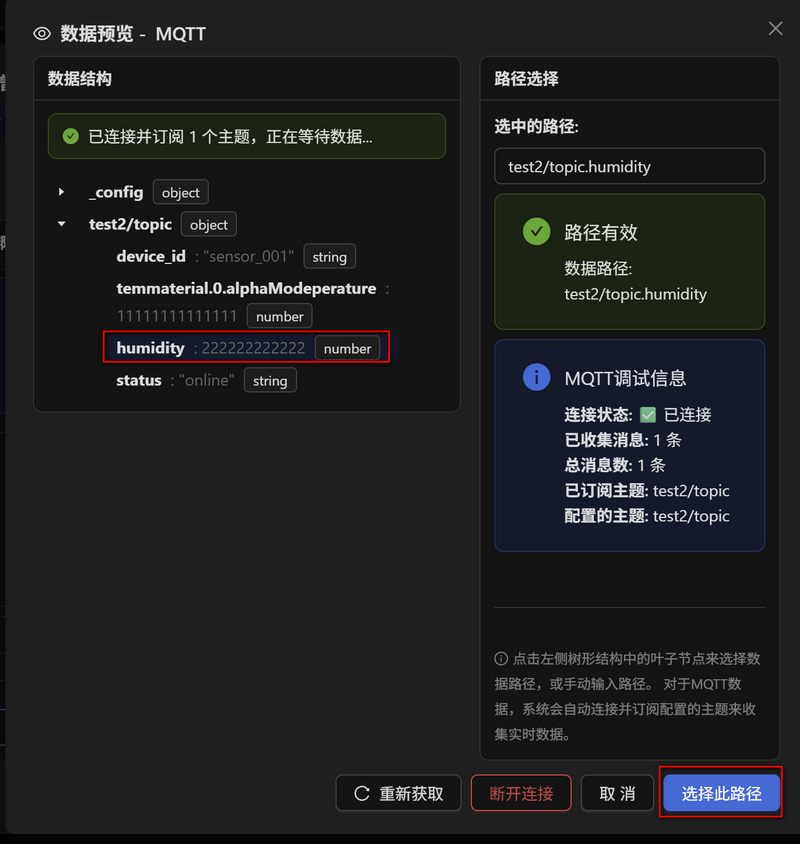 数据预览 - MQTT
数据结构
已连接并订阅 1 个主题，正在等待数据...
_config object
test2/topic object
device_id : "sensor_001" string
temmaterial.0.alphaModeperature :
11111111111111 number
humidity : 222222222222 number
status : "online" string
路径选择
选中的路径:
test2/topic.humidity
路径有效
数据路径:
test2/topic.humidity
MQTT调试信息
连接状态: ✅ 已连接
已收集消息: 1 条
总消息数: 1 条
已订阅主题: test2/topic
配置的主题: test2/topic
点击左侧树形结构中的叶子节点来选择数
据路径，或手动输入路径。 对于MQTT数
据，系统会自动连接并订阅配置的主题来收
集实时数据。
重新获取 断开连接 取 消 选择此路径